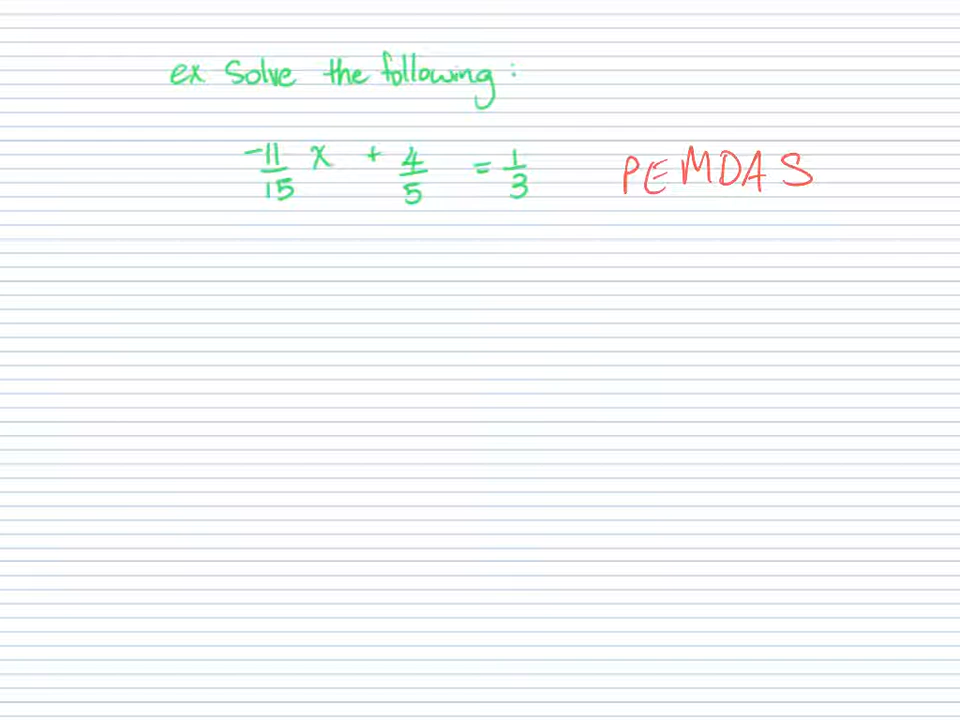 ex Solve the following :
-11/15 x + 4/5 = 1/3 PEMDAS